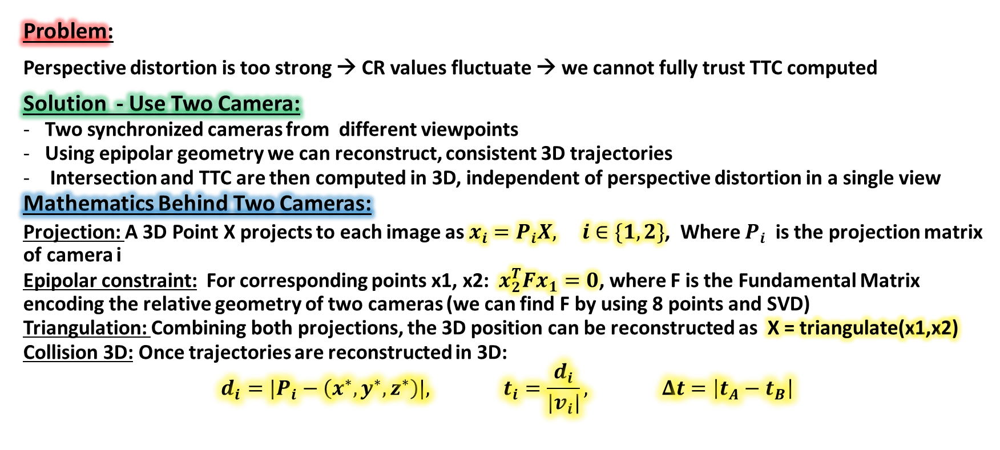 Problem:
Perspective distortion is too strong → CR values fluctuate → we cannot fully trust TTC computed
Solution - Use Two Camera:
- Two synchronized cameras from different viewpoints
- Using epipolar geometry we can reconstruct, consistent 3D trajectories
- Intersection and TTC are then computed in 3D, independent of perspective distortion in a single view
Mathematics Behind Two Cameras:
Projection: A 3D Point X projects to each image as $x_i = P_i X, \quad i \in \{1,2\},$ Where $P_i$ is the projection matrix
of camera i
Epipolar constraint: For corresponding points x1, x2: $x_2^T F x_1 = 0$, where F is the Fundamental Matrix
encoding the relative geometry of two cameras (we can find F by using 8 points and SVD)
Triangulation: Combining both projections, the 3D position can be reconstructed as X = triangulate(x1,x2)
Collision 3D: Once trajectories are reconstructed in 3D:
$d_i = |P_i - (x^*, y^*, z^*)|, \quad t_i = \frac{d_i}{|v_i|}, \quad \Delta t = |t_A - t_B|$